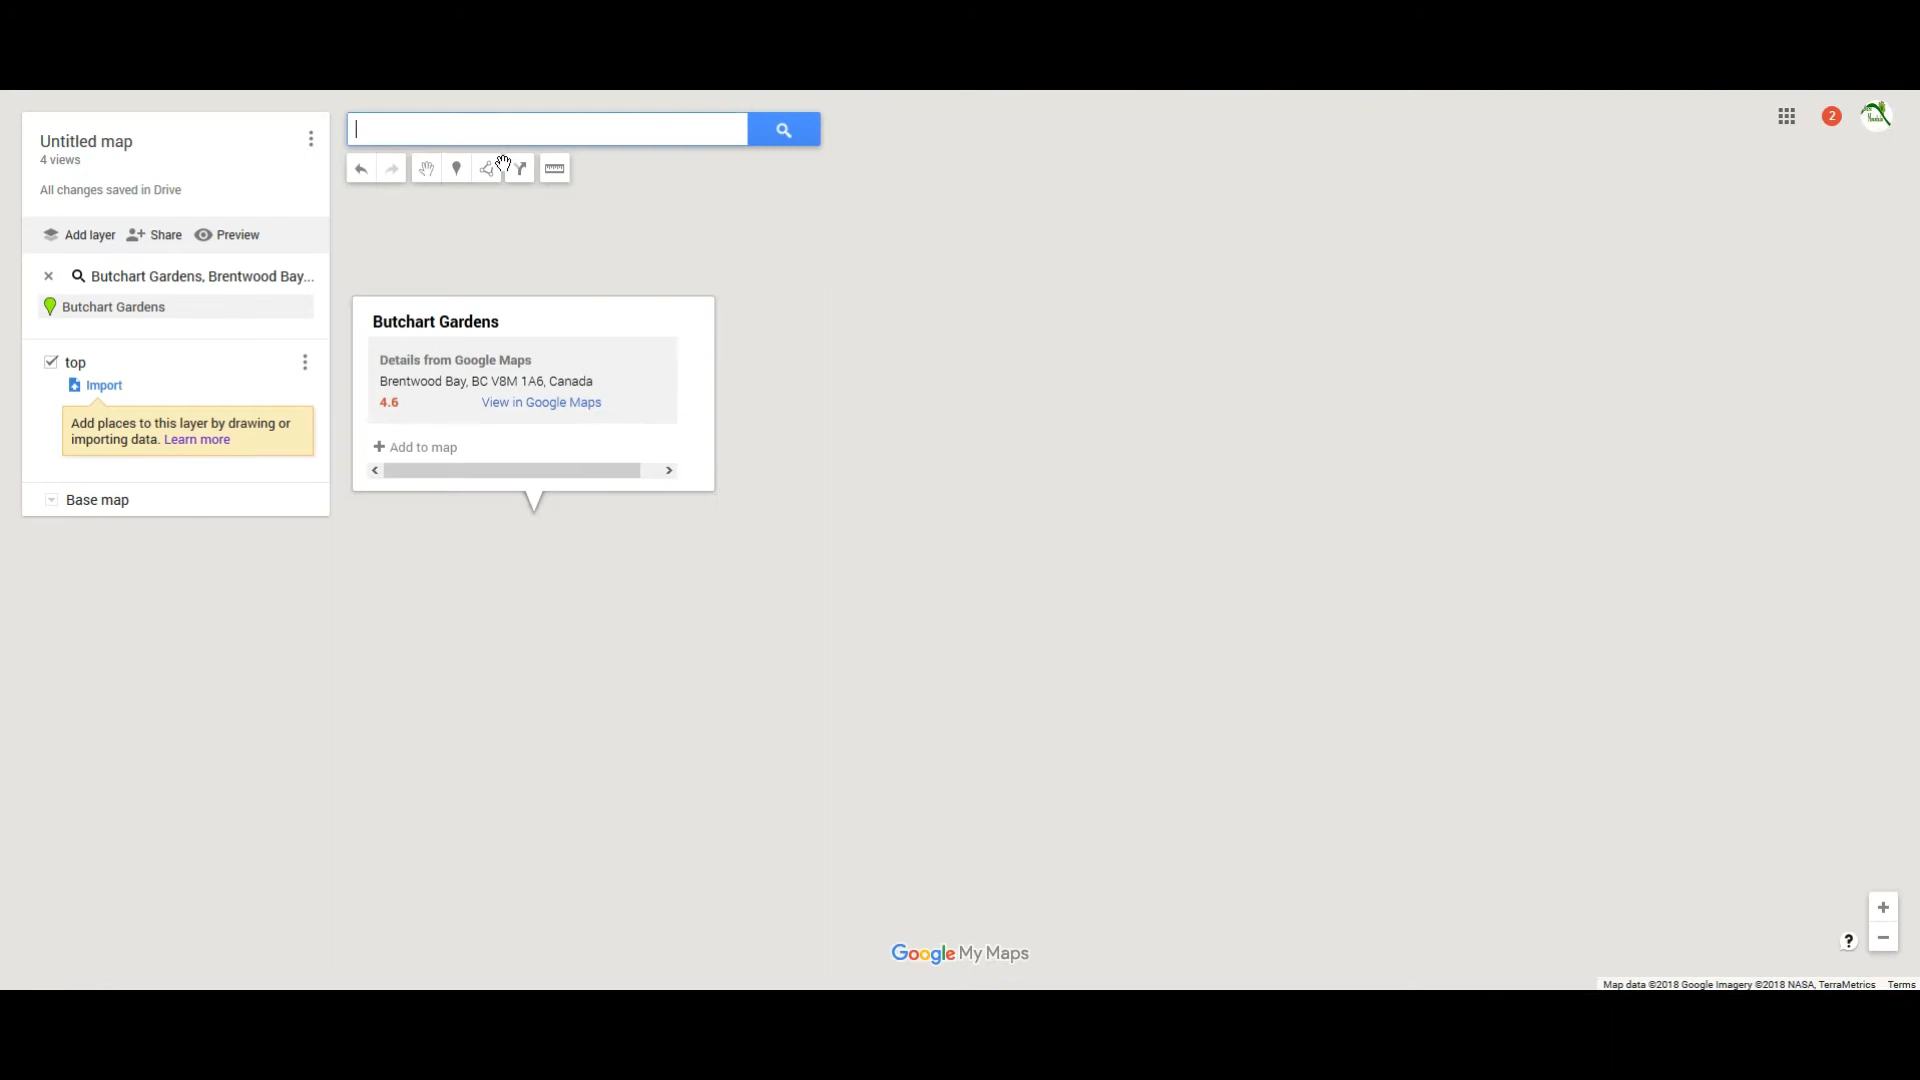 Untitled map
4 views
All changes saved in Drive
Add layer Share Preview
Butchart Gardens, Brentwood Bay...
Butchart Gardens
top
Import
Add places to this layer by drawing or
importing data. Learn more
Base map
Butchart Gardens
Details from Google Maps
Brentwood Bay, BC V8M 1A6, Canada
4.6 View in Google Maps
+ Add to map
2
Google My Maps
?
Map data ©2018 Google Imagery ©2018 NASA, TerraMetrics Terms